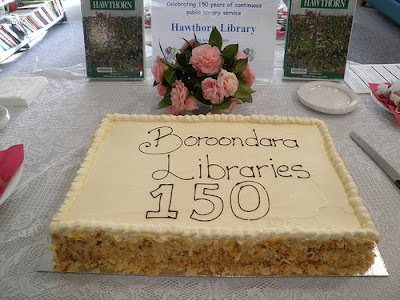 HAWTHORN
Celebrating 150 years of continuous
public library service
Hawthorn Library
HAWTHORN
Boroondara
Libraries
150